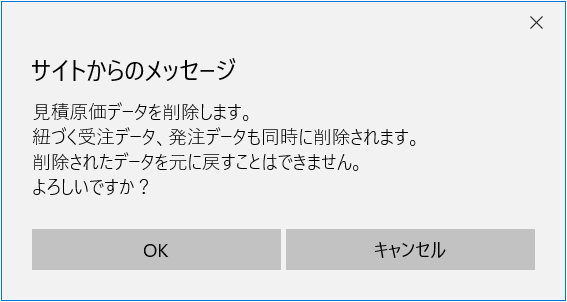 サイトからのメッセージ
見積原価データを削除します。
紐づく受注データ、発注データも同時に削除されます。
削除されたデータを元に戻すことはできません。
よろしいですか？
OK
キャンセル